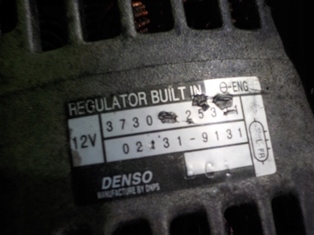 REGULATOR BUILT IN ENG
12V
3730 253
02131-9131
DENSO
MANUFACTURE BY DNPS